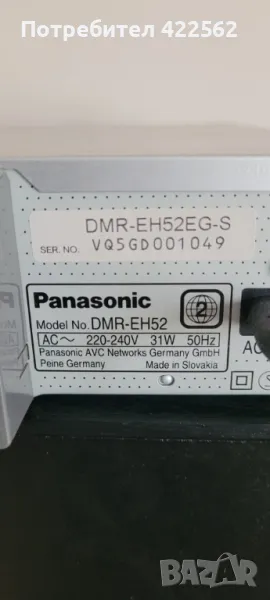 Потребител 422562
DMR-EH52EG-S
SER. NO. VQ5GD001049
Panasonic
2
Model No. DMR-EH52
AC～ 220-240V 31W 50Hz
Panasonic AVC Networks Germany GmbH
Peine Germany Made in Slovakia
AC
BAZAR